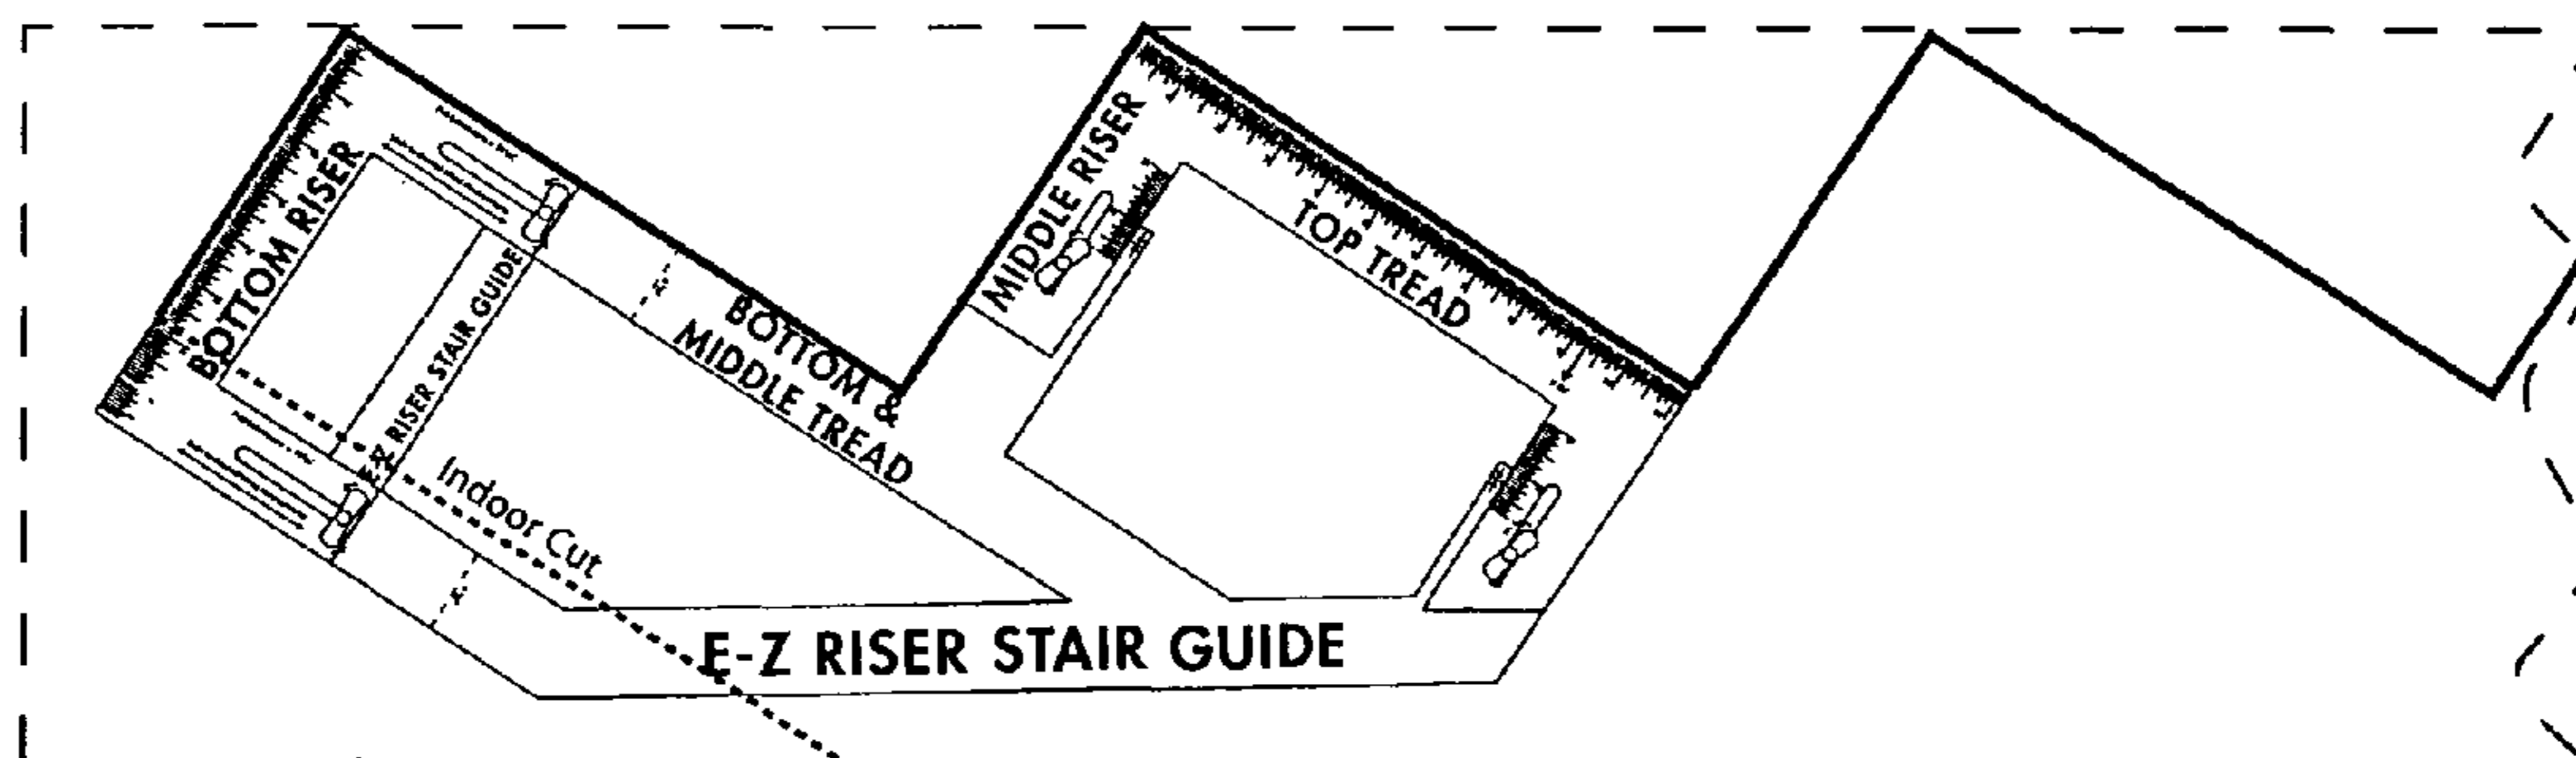 BOTTOM RISER
E-Z RISER STAIR GUIDE
BOTTOM &
MIDDLE TREAD
MIDDLE RISER
TOP TREAD
Indoor Cut
E-Z RISER STAIR GUIDE